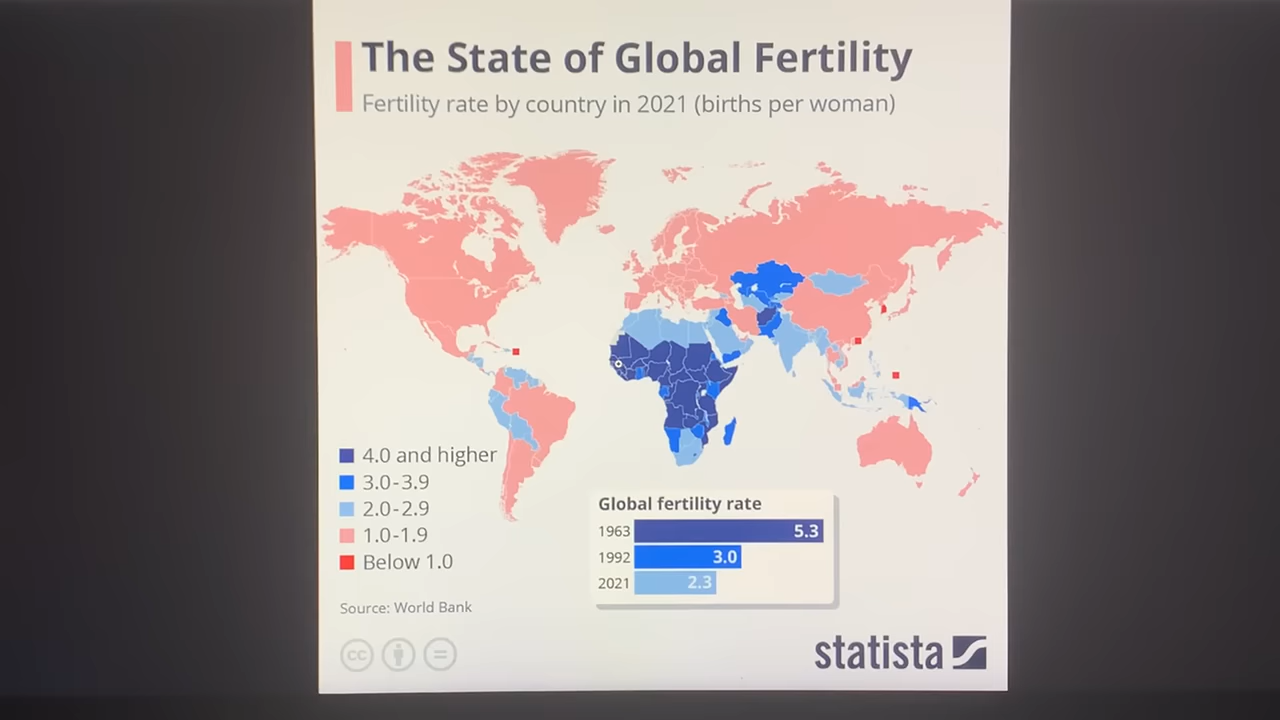 The State of Global Fertility
Fertility rate by country in 2021 (births per woman)
4.0 and higher
3.0-3.9
2.0-2.9
1.0-1.9
Below 1.0
Global fertility rate
1963 5.3
1992 3.0
2021 2.3
Source: World Bank
cc =
statista